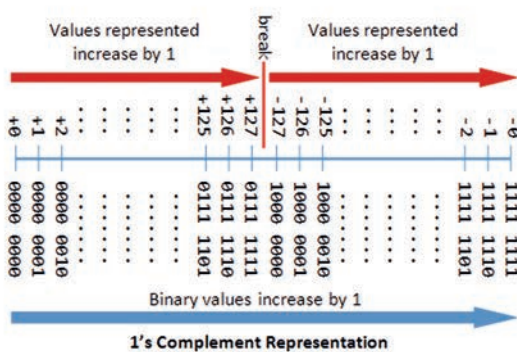 Values represented increase by 1
break
Values represented increase by 1
+0
+1
+2
. . . . .
+125
+126
+127
-127
-126
-125
. . . . .
-2
-1
-0
0000 0000
0000 0001
0000 0010
. . . . .
0111 1101
0111 1110
0111 1111
1000 0000
1000 0001
1000 0010
. . . . .
1111 1101
1111 1110
1111 1111
Binary values increase by 1
1's Complement Representation